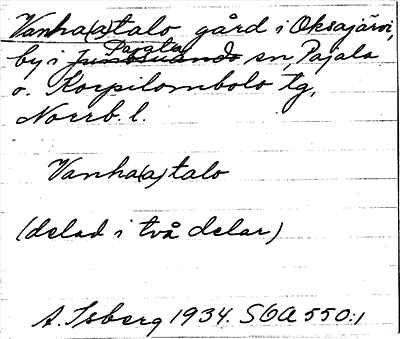 Vanha(a)talo gård i Oksajärvi,
by i Junosuando Pajala sn, Pajala
o. Korpilombolo tg,
Norrb. l.
Vanha(a)talo
(delad i två delar)
A. Isberg 1934. SOA 550:1